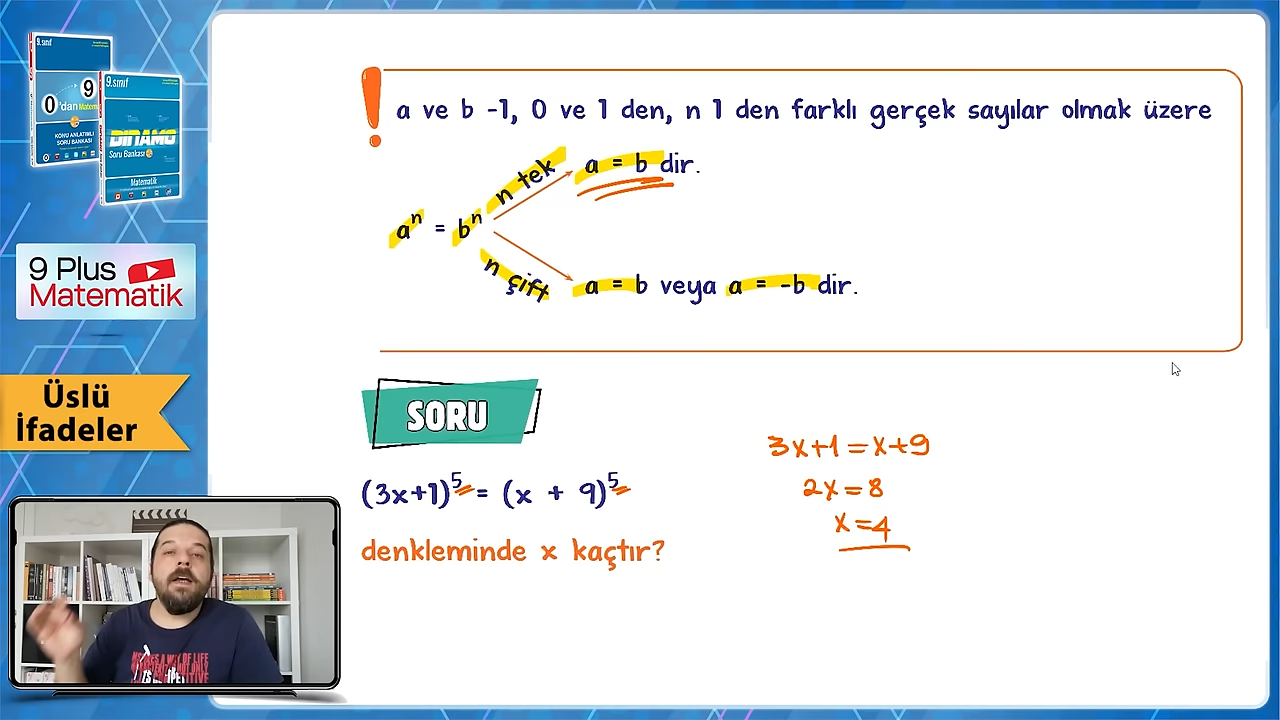 9.sınıf
0'dan 9
Matem
KONU ANLATIMLI
SORU BANKASI
9.sınıf
DİNAMO
Soru Bankası
Matematik
9 Plus
Matematik
Üslü
İfadeler
! a ve b -1, 0 ve 1 den, n 1 den farklı gerçek sayılar olmak üzere
n tek
a = b dir.
aⁿ = bⁿ
n çift
a = b veya a = -b dir.
SORU
(3x+1)⁵ = (x + 9)⁵
denkleminde x kaçtır?
3x+1=x+9
2x=8
x=4